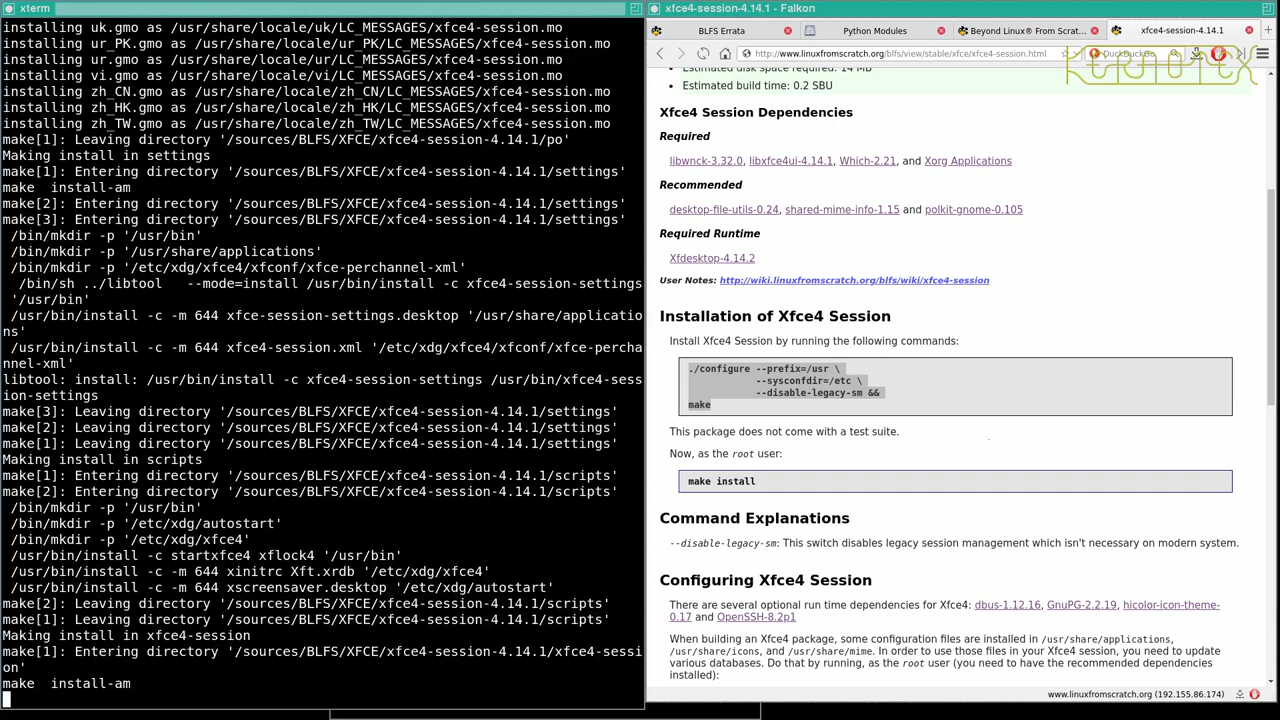 xterm
installing uk.gmo as /usr/share/locale/uk/LC_MESSAGES/xfce4-session.mo
installing ur_PK.gmo as /usr/share/locale/ur_PK/LC_MESSAGES/xfce4-session.mo
installing ur.gmo as /usr/share/locale/ur/LC_MESSAGES/xfce4-session.mo
installing vi.gmo as /usr/share/locale/vi/LC_MESSAGES/xfce4-session.mo
installing zh_CN.gmo as /usr/share/locale/zh_CN/LC_MESSAGES/xfce4-session.mo
installing zh_HK.gmo as /usr/share/locale/zh_HK/LC_MESSAGES/xfce4-session.mo
installing zh_TW.gmo as /usr/share/locale/zh_TW/LC_MESSAGES/xfce4-session.mo
make[1]: Leaving directory '/sources/BLFS/XFCE/xfce4-session-4.14.1/po'
Making install in settings
make[1]: Entering directory '/sources/BLFS/XFCE/xfce4-session-4.14.1/settings'
make  install-am
make[2]: Entering directory '/sources/BLFS/XFCE/xfce4-session-4.14.1/settings'
make[3]: Entering directory '/sources/BLFS/XFCE/xfce4-session-4.14.1/settings'
 /bin/mkdir -p '/usr/bin'
 /bin/mkdir -p '/usr/share/applications'
 /bin/mkdir -p '/etc/xdg/xfce4/xfconf/xfce-perchannel-xml'
  /bin/sh ../libtool   --mode=install /usr/bin/install -c xfce4-session-settings
'/usr/bin'
 /usr/bin/install -c -m 644 xfce-session-settings.desktop '/usr/share/applicatio
ns'
 /usr/bin/install -c -m 644 xfce4-session.xml '/etc/xdg/xfce4/xfconf/xfce-percha
nnel-xml'
libtool: install: /usr/bin/install -c xfce4-session-settings /usr/bin/xfce4-sess
ion-settings
make[3]: Leaving directory '/sources/BLFS/XFCE/xfce4-session-4.14.1/settings'
make[2]: Leaving directory '/sources/BLFS/XFCE/xfce4-session-4.14.1/settings'
make[1]: Leaving directory '/sources/BLFS/XFCE/xfce4-session-4.14.1/settings'
Making install in scripts
make[1]: Entering directory '/sources/BLFS/XFCE/xfce4-session-4.14.1/scripts'
make[2]: Entering directory '/sources/BLFS/XFCE/xfce4-session-4.14.1/scripts'
 /bin/mkdir -p '/usr/bin'
 /bin/mkdir -p '/etc/xdg/autostart'
 /bin/mkdir -p '/etc/xdg/xfce4'
 /usr/bin/install -c startxfce4 xflock4 '/usr/bin'
 /usr/bin/install -c -m 644 xinitrc Xft.xrdb '/etc/xdg/xfce4'
 /usr/bin/install -c -m 644 xscreensaver.desktop '/etc/xdg/autostart'
make[2]: Leaving directory '/sources/BLFS/XFCE/xfce4-session-4.14.1/scripts'
make[1]: Leaving directory '/sources/BLFS/XFCE/xfce4-session-4.14.1/scripts'
Making install in xfce4-session
make[1]: Entering directory '/sources/BLFS/XFCE/xfce4-session-4.14.1/xfce4-sessi
on'
make  install-am
xfce4-session-4.14.1 - Falkon
BLFS Errata
Python Modules
Beyond Linux® From Scra
xfce4-session-4.14.1
http://www.linuxfromscratch.org/blfs/view/stable/xfce/xfce4-session.html
DuckDuckGo
KERNOTEX
Estimated disk space required: 14 MB
Estimated build time: 0.2 SBU
Xfce4 Session Dependencies
Required
libwnck-3.32.0, libxfce4ui-4.14.1, Which-2.21, and Xorg Applications
Recommended
desktop-file-utils-0.24, shared-mime-info-1.15 and polkit-gnome-0.105
Required Runtime
Xfdesktop-4.14.2
User Notes: http://wiki.linuxfromscratch.org/blfs/wiki/xfce4-session
Installation of Xfce4 Session
Install Xfce4 Session by running the following commands:
./configure --prefix=/usr \
--sysconfdir=/etc \
--disable-legacy-sm &&
make
This package does not come with a test suite.
Now, as the root user:
make install
Command Explanations
--disable-legacy-sm: This switch disables legacy session management which isn't necessary on modern system.
Configuring Xfce4 Session
There are several optional run time dependencies for Xfce4: dbus-1.12.16, GnuPG-2.2.19, hicolor-icon-theme-
0.17 and OpenSSH-8.2p1
When building an Xfce4 package, some configuration files are installed in /usr/share/applications,
/usr/share/icons, and /usr/share/mime. In order to use those files in your Xfce4 session, you need to update
various databases. Do that by running, as the root user (you need to have the recommended dependencies
installed):
www.linuxfromscratch.org (192.155.86.174)